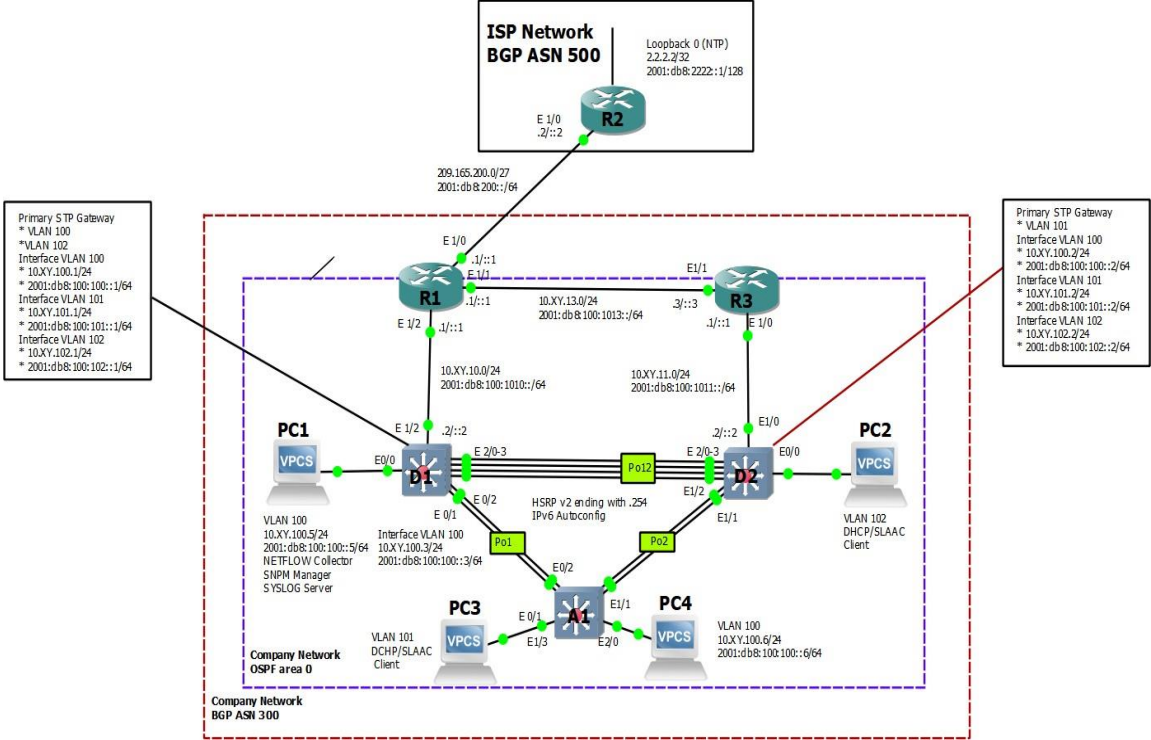 ISP Network
BGP ASN 500
Loopback 0 (NTP)
2.2.2.2/32
2001:db8:2222::1/128
R2
E 1/0
.2/::2
209.165.200.0/27
2001:db8:200::/64
Primary STP Gateway
* VLAN 100
*VLAN 102
Interface VLAN 100
* 10.XY.100.1/24
* 2001:db8:100:100::1/64
Interface VLAN 101
* 10.XY.101.1/24
* 2001:db8:100:101::1/64
Interface VLAN 102
* 10.XY.102.1/24
* 2001:db8:100:102::1/64
Primary STP Gateway
* VLAN 101
Interface VLAN 100
* 10.XY.100.2/24
* 2001:db8:100:100::2/64
Interface VLAN 101
* 10.XY.101.2/24
* 2001:db8:100:101::2/64
Interface VLAN 102
* 10.XY.102.2/24
* 2001:db8:100:102::2/64
E 1/0
.1/::1
E 1/1
R1
.1/::1
E 1/2
.1/::1
10.XY.13.0/24
2001:db8:100:1013::/64
E1/1
.3/::3
R3
.1/::1
E 1/0
10.XY.10.0/24
2001:db8:100:1010::/64
10.XY.11.0/24
2001:db8:100:1011::/64
E 1/2
.2/::2
.2/::2
E1/0
PC1
VPCS
E0/0
D1
E 2/0-3
Po12
E 2/0-3
D2
E0/0
PC2
VPCS
E 0/2
E 0/1
E1/2
E1/1
HSRP v2 ending with .254
IPv6 Autoconfig
VLAN 100
10.XY.100.5/24
2001:db8:100:100::5/64
NETFLOW Collector
SNPM Manager
SYSLOG Server
Interface VLAN 100
10.XY.100.3/24
2001:db8:100:100::3/64
VLAN 102
DHCP/SLAAC
Client
Po1
Po2
E0/2
E 0/1
A1
E1/1
E1/3
E2/0
PC3
VPCS
VLAN 101
DCHP/SLAAC
Client
PC4
VPCS
VLAN 100
10.XY.100.6/24
2001:db8:100:100::6/64
Company Network
OSPF area 0
Company Network
BGP ASN 300